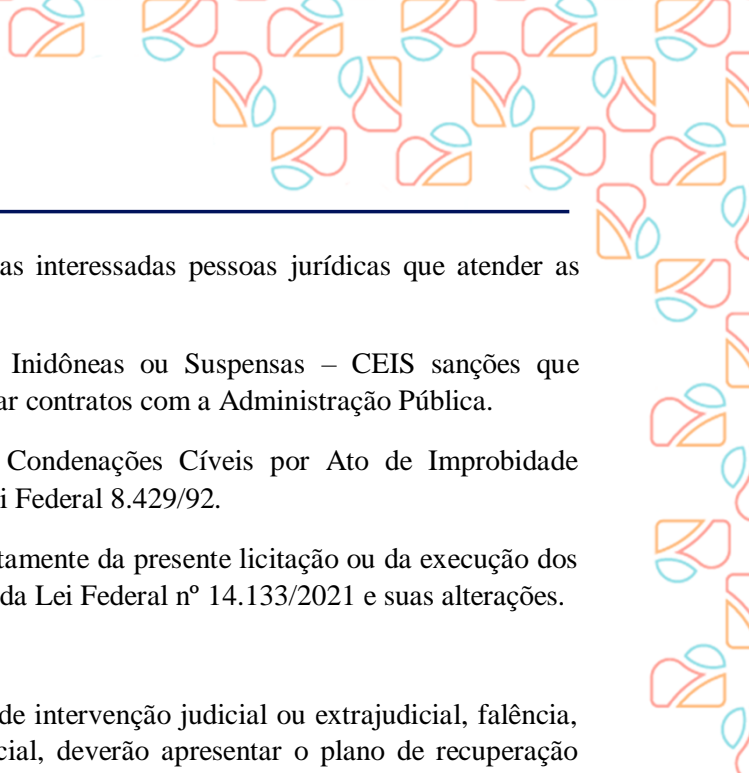 as interessadas pessoas jurídicas que atender as
Inidôneas ou Suspensas – CEIS sanções que
ar contratos com a Administração Pública.
Condenações Cíveis por Ato de Improbidade
i Federal 8.429/92.
tamente da presente licitação ou da execução dos
da Lei Federal nº 14.133/2021 e suas alterações.
de intervenção judicial ou extrajudicial, falência,
cial, deverão apresentar o plano de recuperação